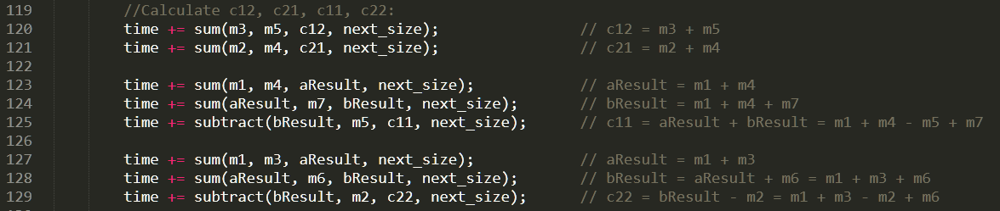 119 //Calculate c12, c21, c11, c22:
120 time += sum(m3, m5, c12, next_size); // c12 = m3 + m5
121 time += sum(m2, m4, c21, next_size); // c21 = m2 + m4
122
123 time += sum(m1, m4, aResult, next_size); // aResult = m1 + m4
124 time += sum(aResult, m7, bResult, next_size); // bResult = m1 + m4 + m7
125 time += subtract(bResult, m5, c11, next_size); // c11 = aResult + bResult = m1 + m4 - m5 + m7
126
127 time += sum(m1, m3, aResult, next_size); // aResult = m1 + m3
128 time += sum(aResult, m6, bResult, next_size); // bResult = aResult + m6 = m1 + m3 + m6
129 time += subtract(bResult, m2, c22, next_size); // c22 = bResult - m2 = m1 + m3 - m2 + m6